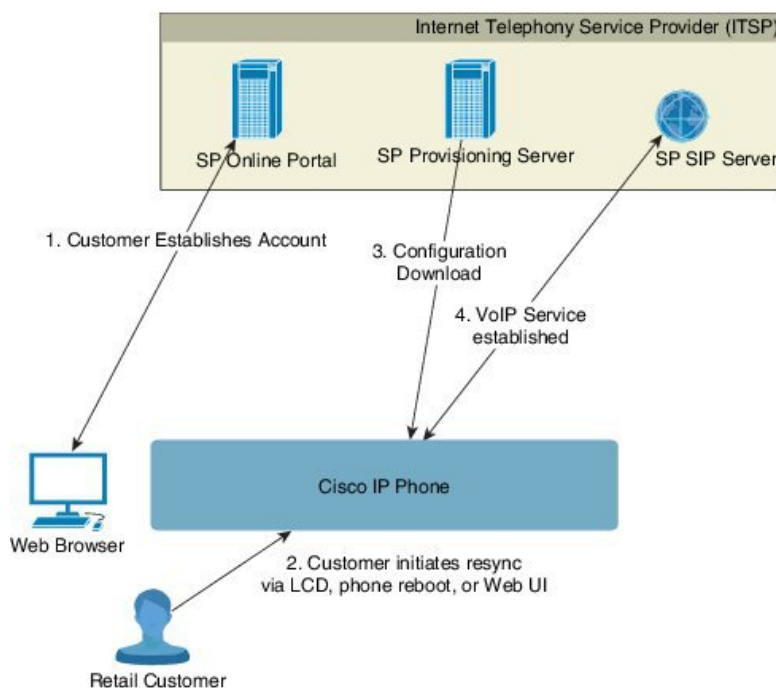 Internet Telephony Service Provider (ITSP)
SP Online Portal
SP Provisioning Server
SP SIP Server
1. Customer Establishes Account
3. Configuration
Download
4. VoIP Service
established
Cisco IP Phone
Web Browser
2. Customer initiates resync
via LCD, phone reboot, or Web UI
Retail Customer